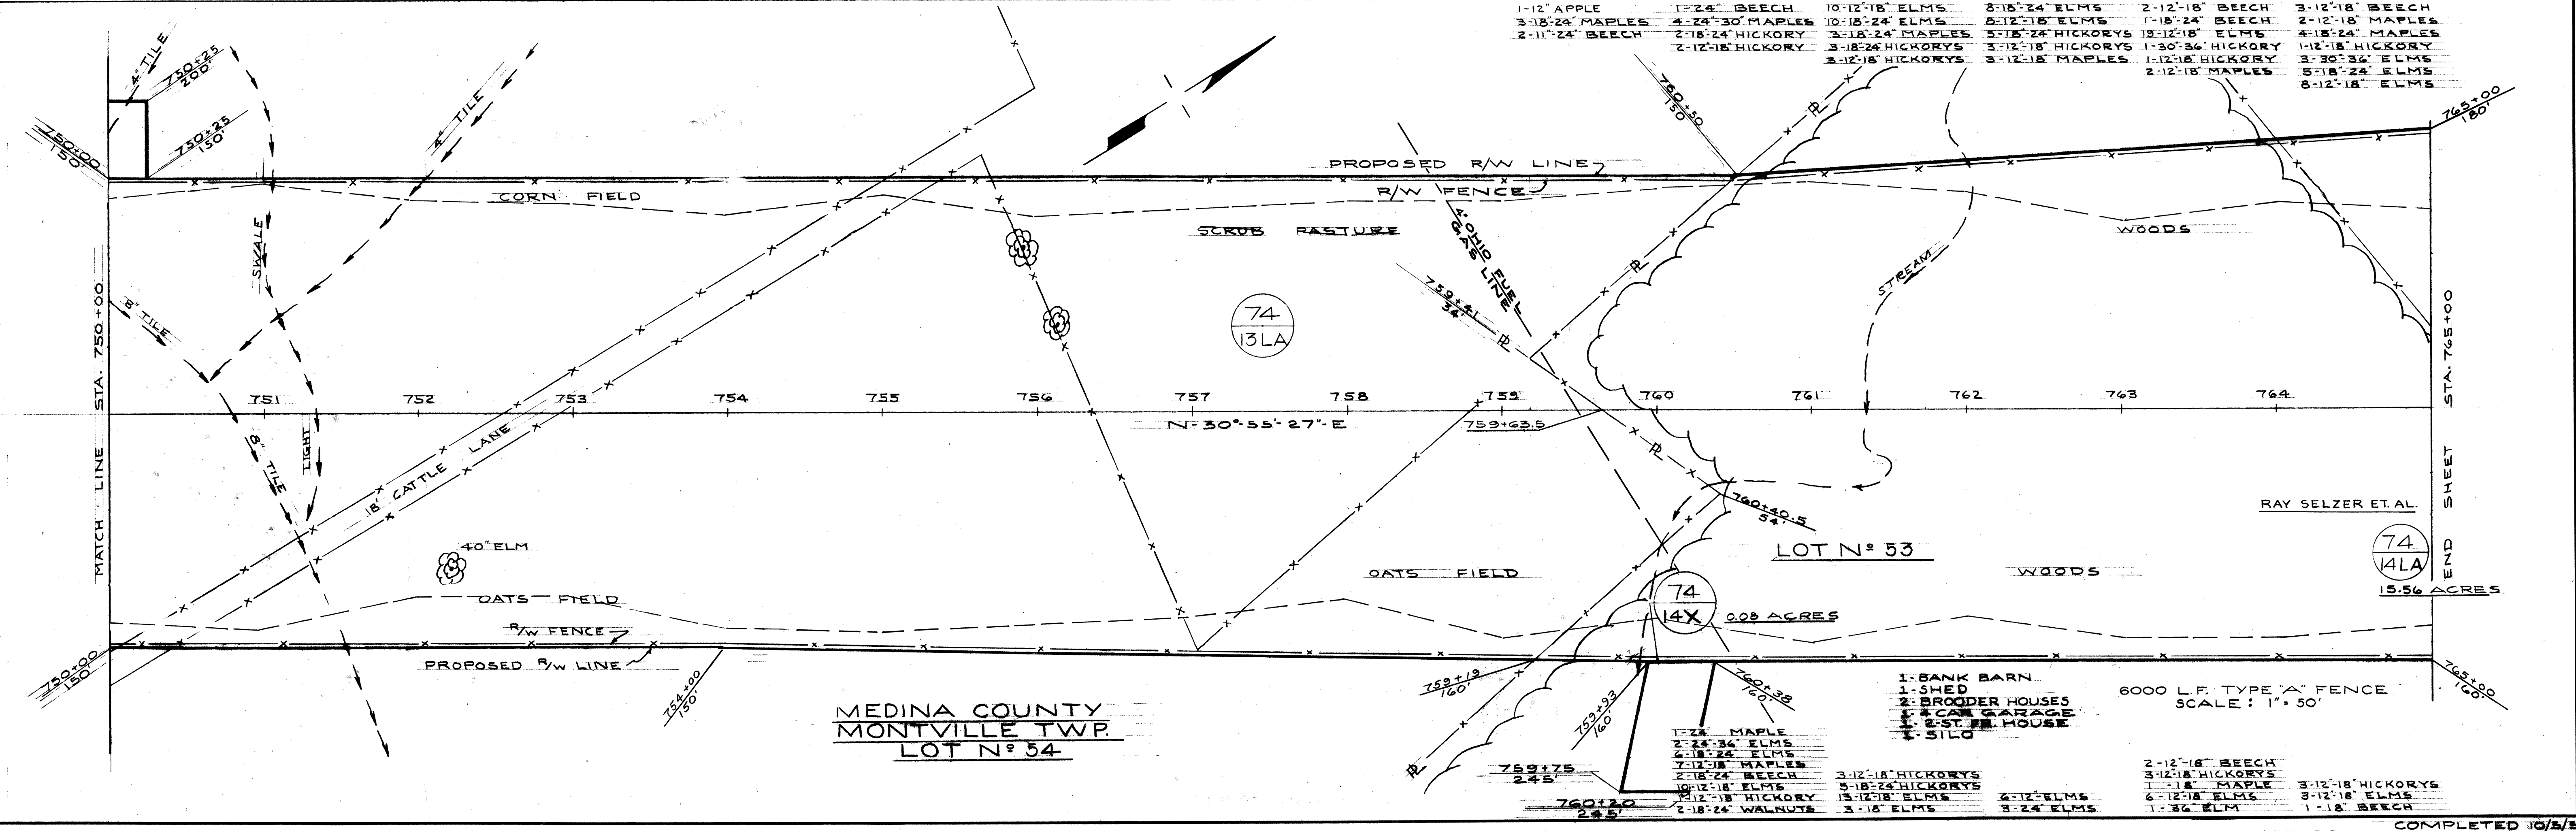 1-12" APPLE
3-18"-24" MAPLES
2-11"-24" BEECH
1-24" BEECH
4-24"-30" MAPLES
2-18"-24" HICKORY
2-12"-18" HICKORY
10-12"-18" ELMS
10-18"-24" ELMS
3-18"-24" MAPLES
3-18"-24" HICKORYS
5-12"-18" HICKORYS
8-18"-24" ELMS
8-12"-18" ELMS
5-18"-24" HICKORYS
3-12"-18" HICKORYS
3-12"-18" MAPLES
2-12"-18" BEECH
1-18"-24" BEECH
19-12"-18" ELMS
1-30"-36" HICKORY
1-12"-18" HICKORY
2-12"-18" MAPLES
3-12"-18" BEECH
2-12"-18" MAPLES
4-18"-24" MAPLES
1-12"-18" HICKORY
3-30"-36" ELMS
5-18"-24" ELMS
8-12"-18" ELMS
4" TILE
750+25
200'
750+25
150'
750+00
150'
4" TILE
760+50
150'
765+00
180'
PROPOSED R/W LINE
R/W FENCE
CORN FIELD
SCRUB PASTURE
WOODS
SWALE
8" TILE
4" OHIO FUEL
GAS LINE
STREAM
759+41
34'
74
13LA
MATCH LINE STA. 750+00
END SHEET STA. 765+00
751 752 753 754 755 756 757 758 759 760 761 762 763 764
N-30°-55'-27"-E
759+63.5
8" TILE
LIGHT
18' CATTLE LANE
760+40.5
54'
RAY SELZER ET. AL.
74
14LA
15.56 ACRES
40" ELM
LOT Nº 53
OATS FIELD
WOODS
OATS FIELD
74
14X
0.08 ACRES
R/W FENCE
PROPOSED R/W LINE
750+00
150'
754+00
150'
759+19
160'
759+93
160'
760+38
160'
765+00
160'
1-BANK BARN
1-SHED
2-BROODER HOUSES
1-4 CAR GARAGE
1-2-ST. FR. HOUSE
1-SILO
6000 L.F. TYPE "A" FENCE
SCALE: 1"=50'
MEDINA COUNTY
MONTVILLE TWP.
LOT Nº 54
759+75
245'
760+20
245'
1-24" MAPLE
2-24"-36" ELMS
6-18"-24" ELMS
7-12"-18" MAPLES
2-18"-24" BEECH
10-12"-18" ELMS
1-12"-18" HICKORY
2-18"-24" WALNUTS
3-12"-18" HICKORYS
5-18"-24" HICKORYS
13-12"-18" ELMS
3-18" ELMS
6-12" ELMS
3-24" ELMS
2-12"-18" BEECH
3-12"-18" HICKORYS
1-18" MAPLE
6-12"-18" ELMS
1-36" ELM
3-12"-18" HICKORYS
3-12"-18" ELMS
1-18" BEECH
COMPLETED